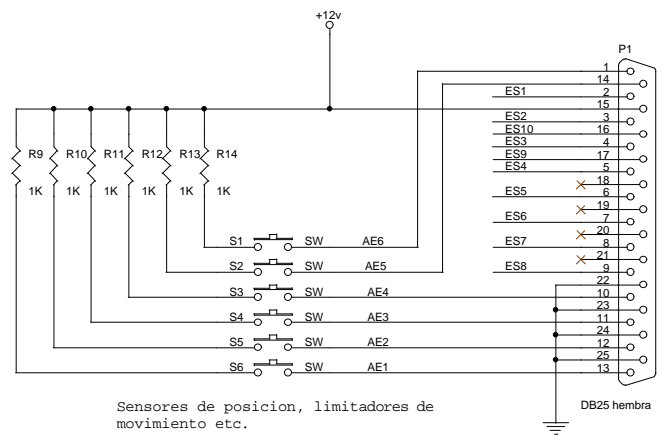 +12v
P1
1
14
ES1 2
15
ES2 3
ES10 16
ES3 4
ES9 17
ES4 5
18
ES5 6
19
ES6 7
20
ES7 8
21
ES8 9
22
10
23
11
24
12
25
13
R9 R10 R11 R12 R13 R14
1K 1K 1K 1K 1K 1K
S1 SW AE6
S2 SW AE5
S3 SW AE4
S4 SW AE3
S5 SW AE2
S6 SW AE1
DB25 hembra
Sensores de posicion, limitadores de
movimiento etc.